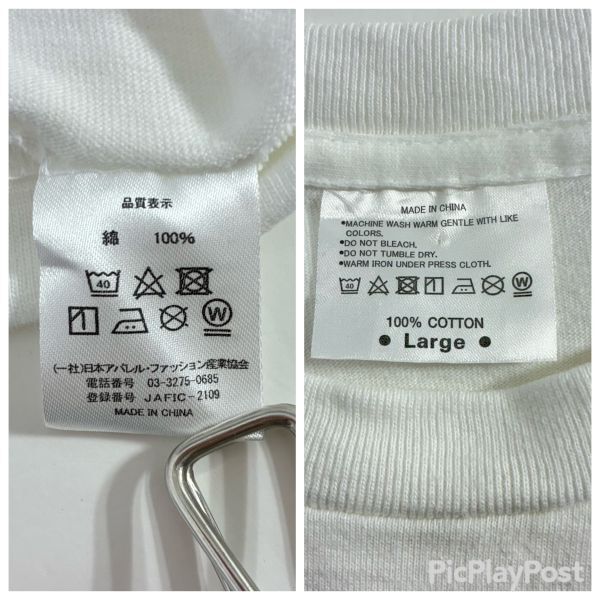 品質表示
綿 100%
40
W
(一社)日本アパレル・ファッション産業協会
電話番号 03-3275-0685
登録番号 JAFIC-2109
MADE IN CHINA
MADE IN CHINA
•MACHINE WASH WARM GENTLE WITH LIKE
COLORS.
•DO NOT BLEACH.
•DO NOT TUMBLE DRY.
•WARM IRON UNDER PRESS CLOTH.
40 W
100% COTTON
• Large •
PicPlayPost